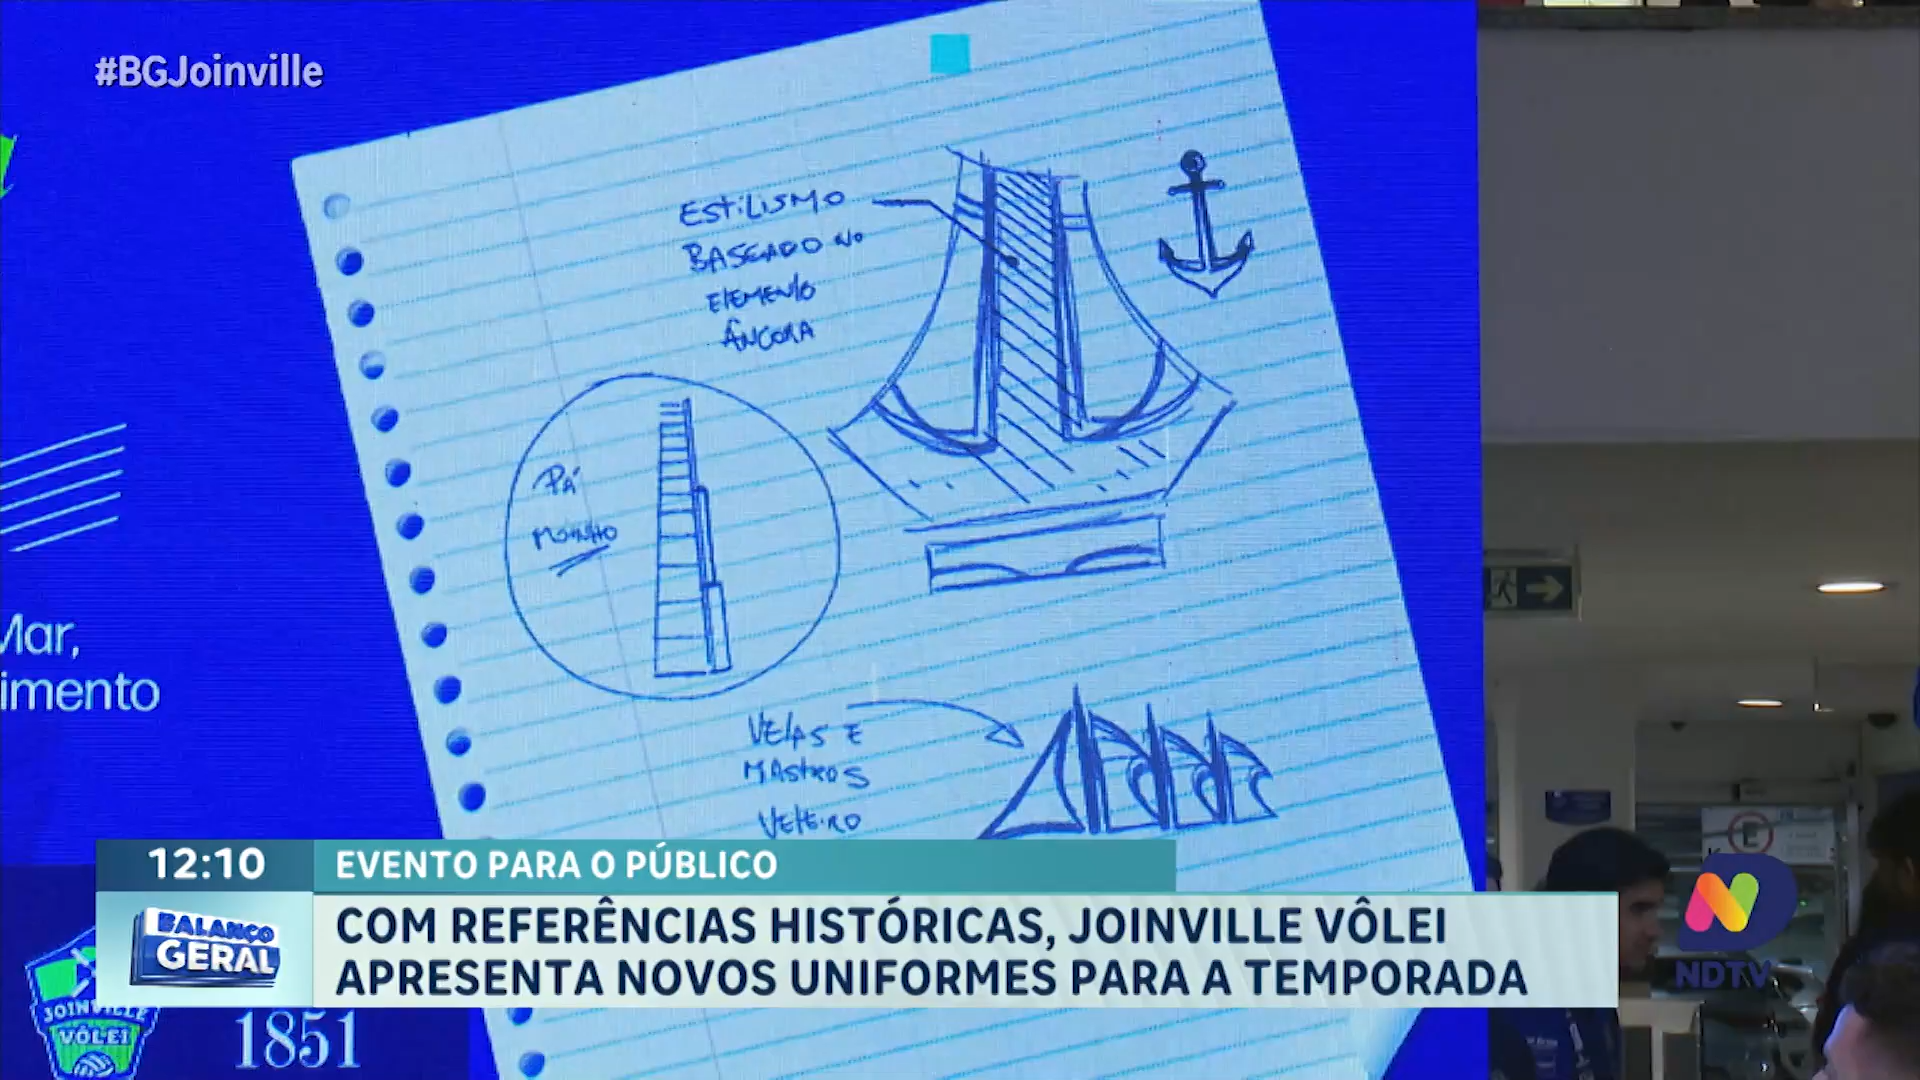 #BGJoinville
ESTILISMO
BASEADO NO
ELEMENTO
ÂNCORA
PÁ
MOINHO
Mar,
imento
VELAS E
MASTROS
VELEIRO
12:10
EVENTO PARA O PÚBLICO
BALANÇO
GERAL
COM REFERÊNCIAS HISTÓRICAS, JOINVILLE VÔLEI
APRESENTA NOVOS UNIFORMES PARA A TEMPORADA
NDTV
JOINVILLE
VÔLEI
1851
E